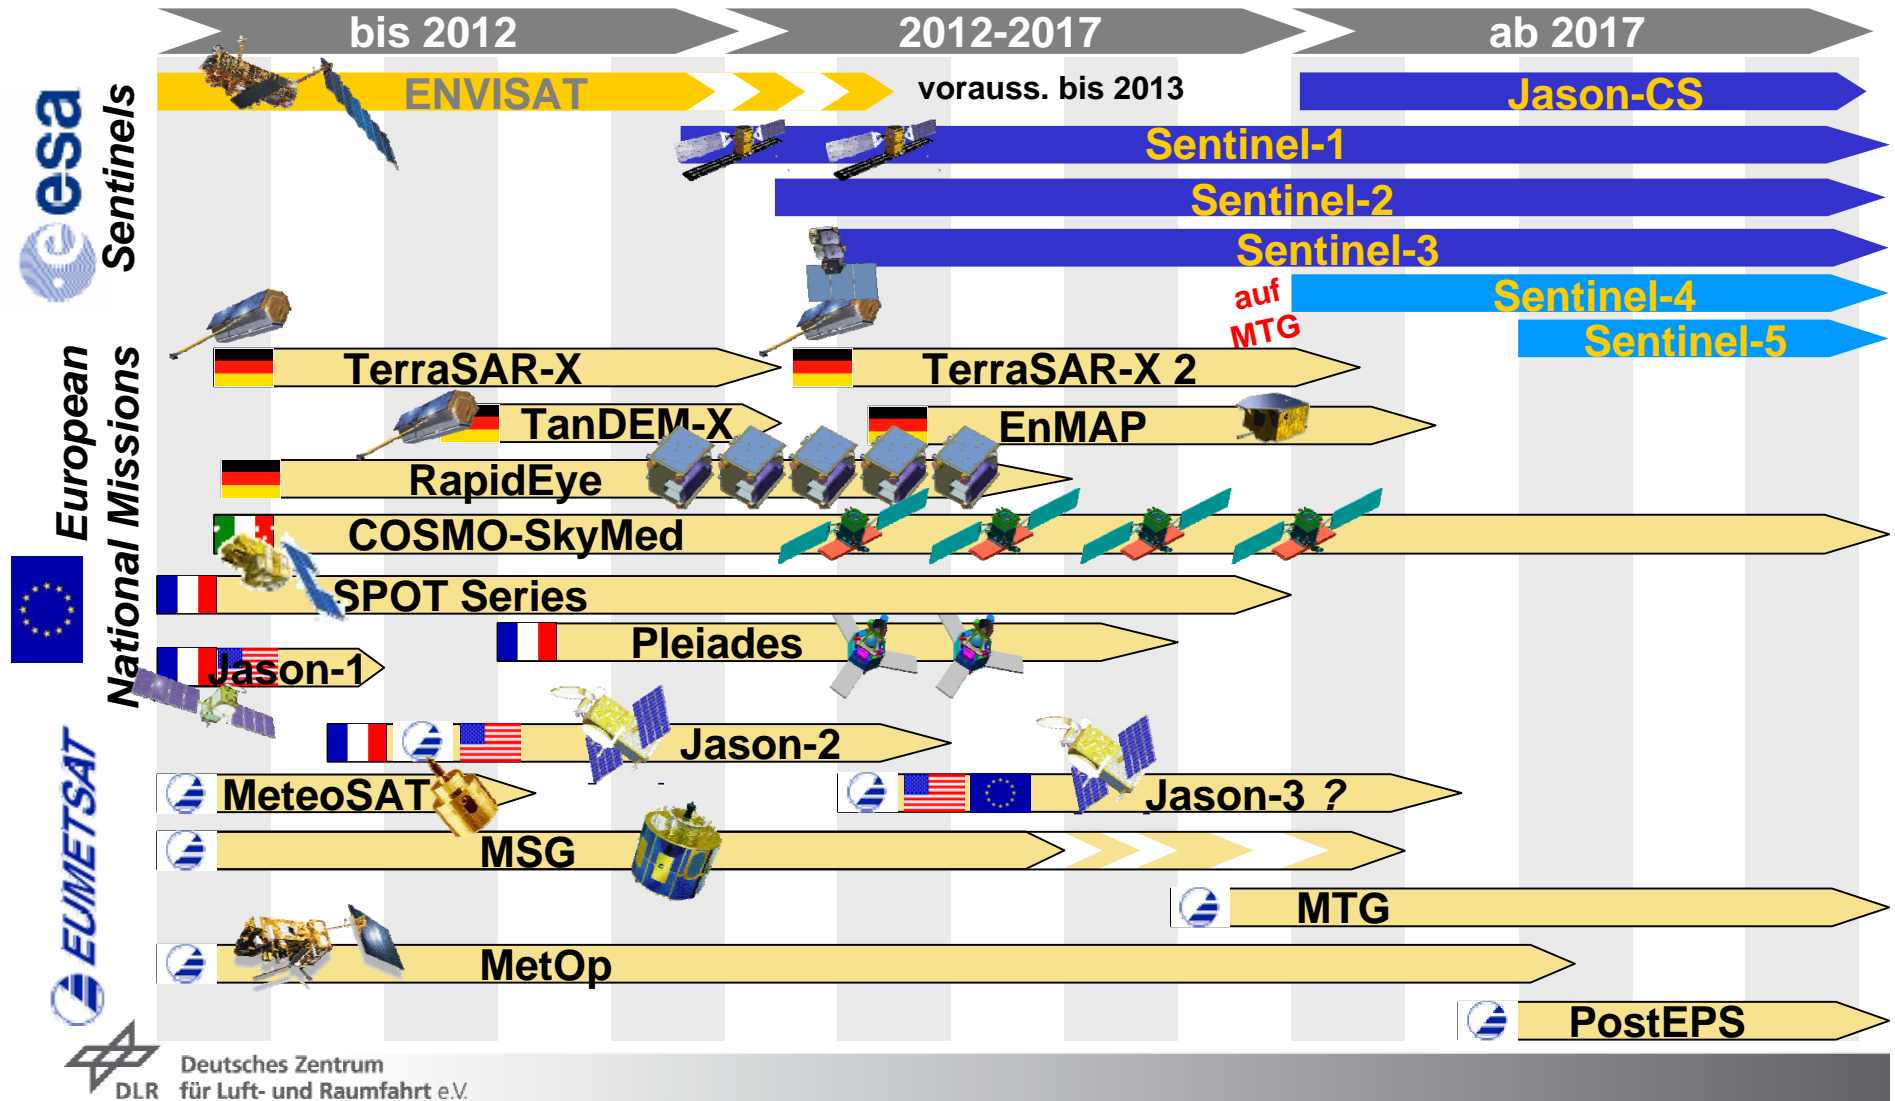 bis 2012
2012-2017
ab 2017
esa
Sentinels
ENVISAT
vorauss. bis 2013
Jason-CS
Sentinel-1
Sentinel-2
Sentinel-3
auf
MTG
Sentinel-4
Sentinel-5
European
National Missions
TerraSAR-X
TerraSAR-X 2
TanDEM-X
EnMAP
RapidEye
COSMO-SkyMed
SPOT Series
Pleiades
Jason-1
Jason-2
EUMETSAT
MeteoSAT
Jason-3 ?
MSG
MTG
MetOp
PostEPS
DLR
Deutsches Zentrum
für Luft- und Raumfahrt e.V.